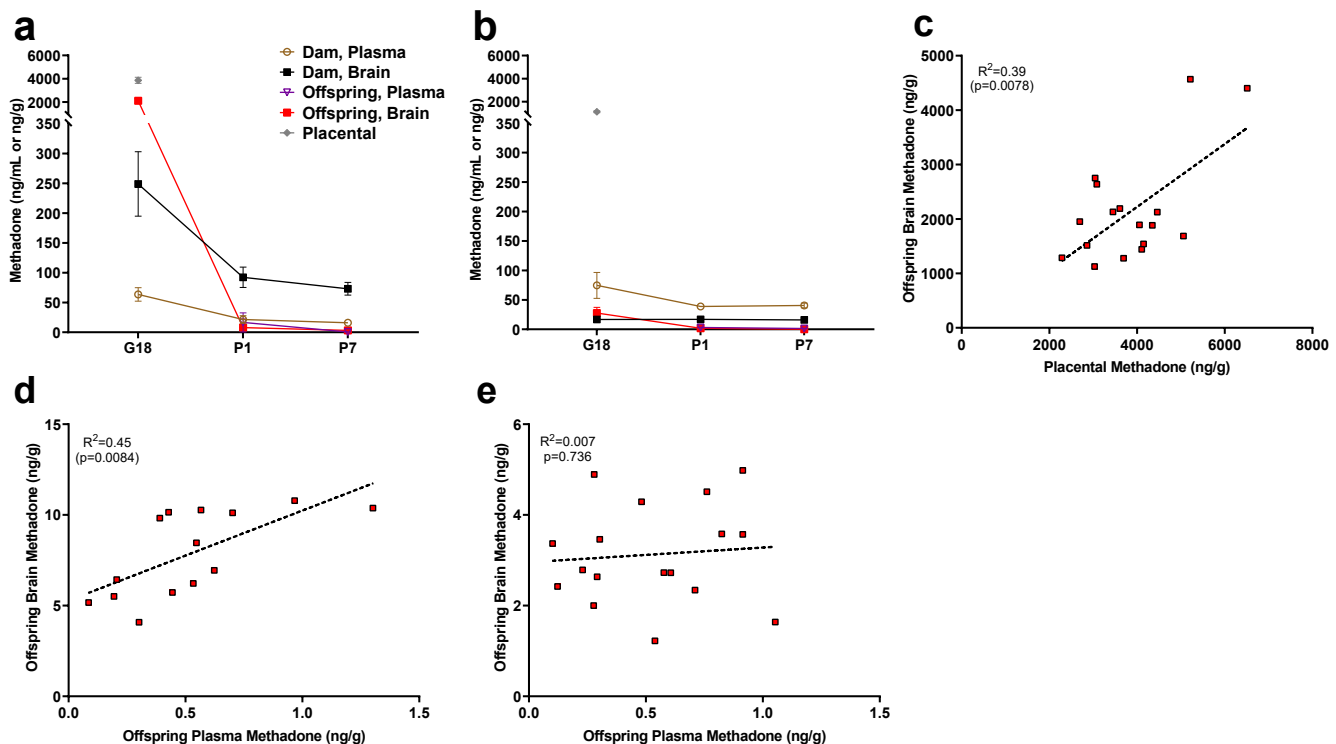 a
6000
4000
2000
350
300
250
200
150
100
50
0
Methadone (ng/mL or ng/g)
G18
P1
P7
Dam, Plasma
Dam, Brain
Offspring, Plasma
Offspring, Brain
Placental
b
6000
4000
2000
350
300
250
200
150
100
50
0
Methadone (ng/mL or ng/g)
G18
P1
P7
c
R²=0.39
(p=0.0078)
5000
4000
3000
2000
1000
0
Offspring Brain Methadone (ng/g)
0
2000
4000
6000
8000
Placental Methadone (ng/g)
d
R²=0.45
(p=0.0084)
15
10
5
0
Offspring Brain Methadone (ng/g)
0.0
0.5
1.0
1.5
Offspring Plasma Methadone (ng/g)
e
R²=0.007
p=0.736
6
4
2
0
Offspring Brain Methadone (ng/g)
0.0
0.5
1.0
1.5
Offspring Plasma Methadone (ng/g)